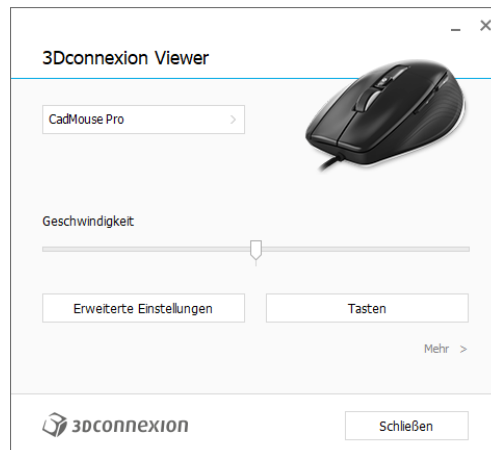 3Dconnexion Viewer
CadMouse Pro
Geschwindigkeit
Erweiterte Einstellungen
Tasten
Mehr >
3Dconnexion
Schließen